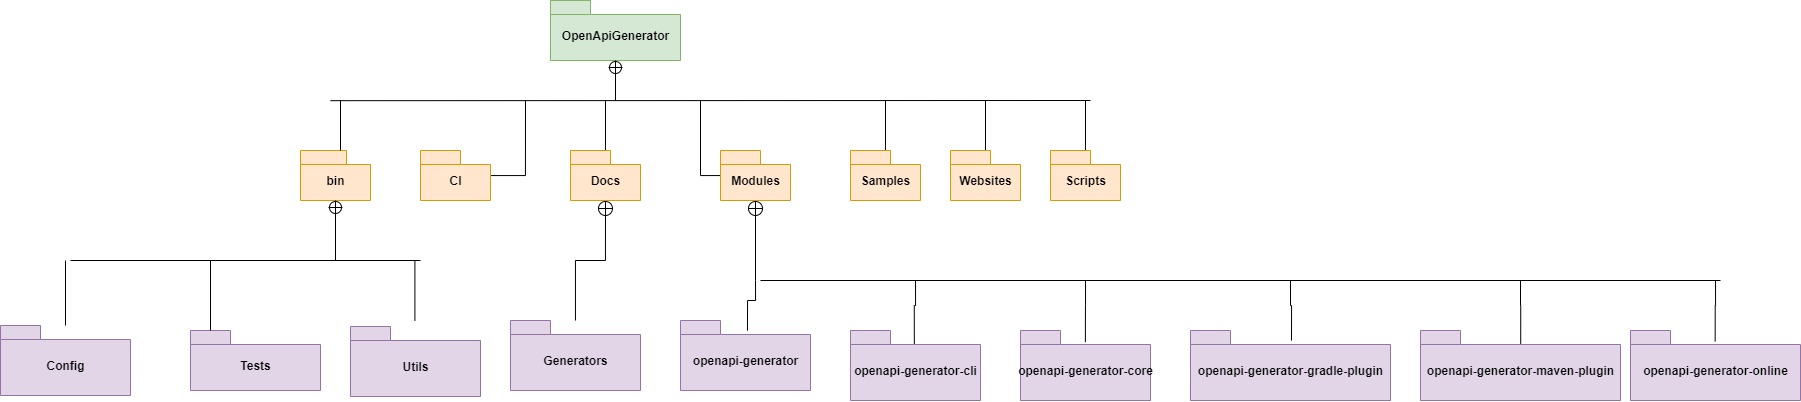 OpenApiGenerator
bin
CI
Docs
Modules
Samples
Websites
Scripts
Config
Tests
Utils
Generators
openapi-generator
openapi-generator-cli
openapi-generator-core
openapi-generator-gradle-plugin
openapi-generator-maven-plugin
openapi-generator-online